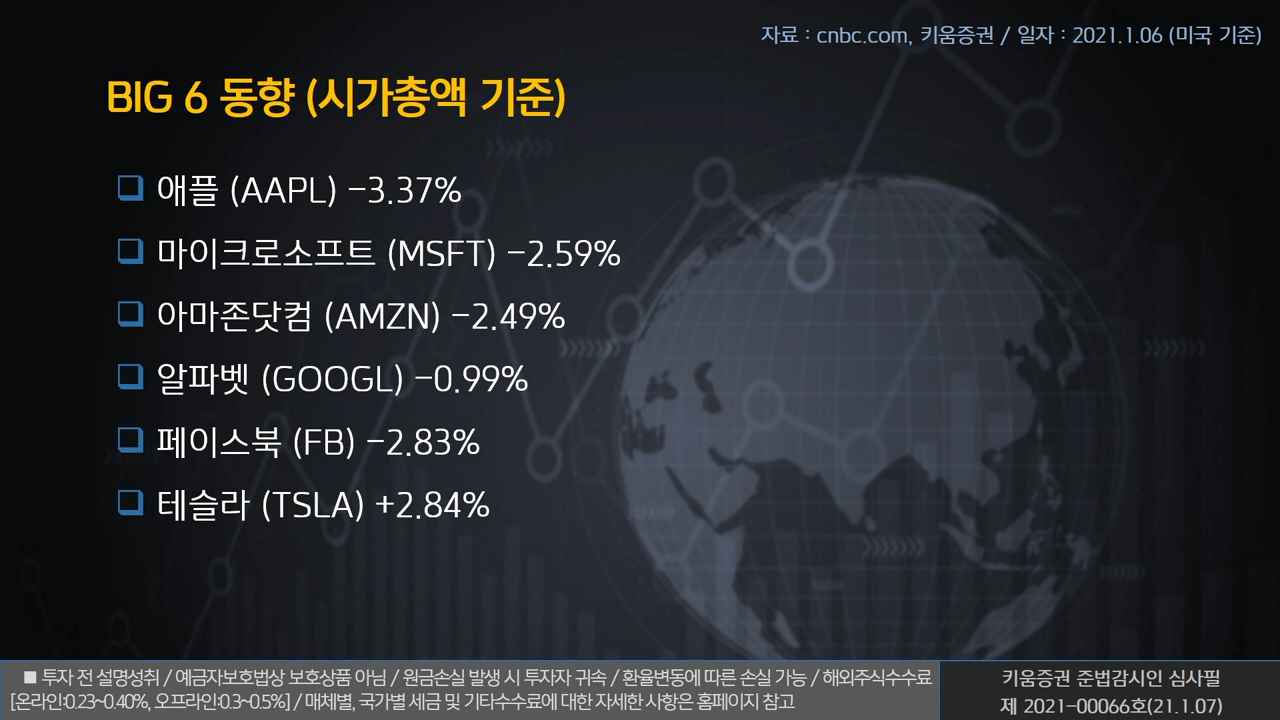 자료 : cnbc.com, 키움증권 / 일자 : 2021.1.06 (미국 기준)
BIG 6 동향 (시가총액 기준)
❑ 애플 (AAPL) -3.37%
❑ 마이크로소프트 (MSFT) -2.59%
❑ 아마존닷컴 (AMZN) -2.49%
❑ 알파벳 (GOOGL) -0.99%
❑ 페이스북 (FB) -2.83%
❑ 테슬라 (TSLA) +2.84%
■ 투자 전 설명성취 / 예금자보호법상 보호상품 아님 / 원금손실 발생 시 투자자 귀속 / 환율변동에 따른 손실 가능 / 해외주식수수료
[온라인:0.23~0.40%, 오프라인:0.3~0.5%] / 매체별, 국가별 세금 및 기타수수료에 대한 자세한 사항은 홈페이지 참고
키움증권 준법감시인 심사필
제 2021-00066호(21.1.07)